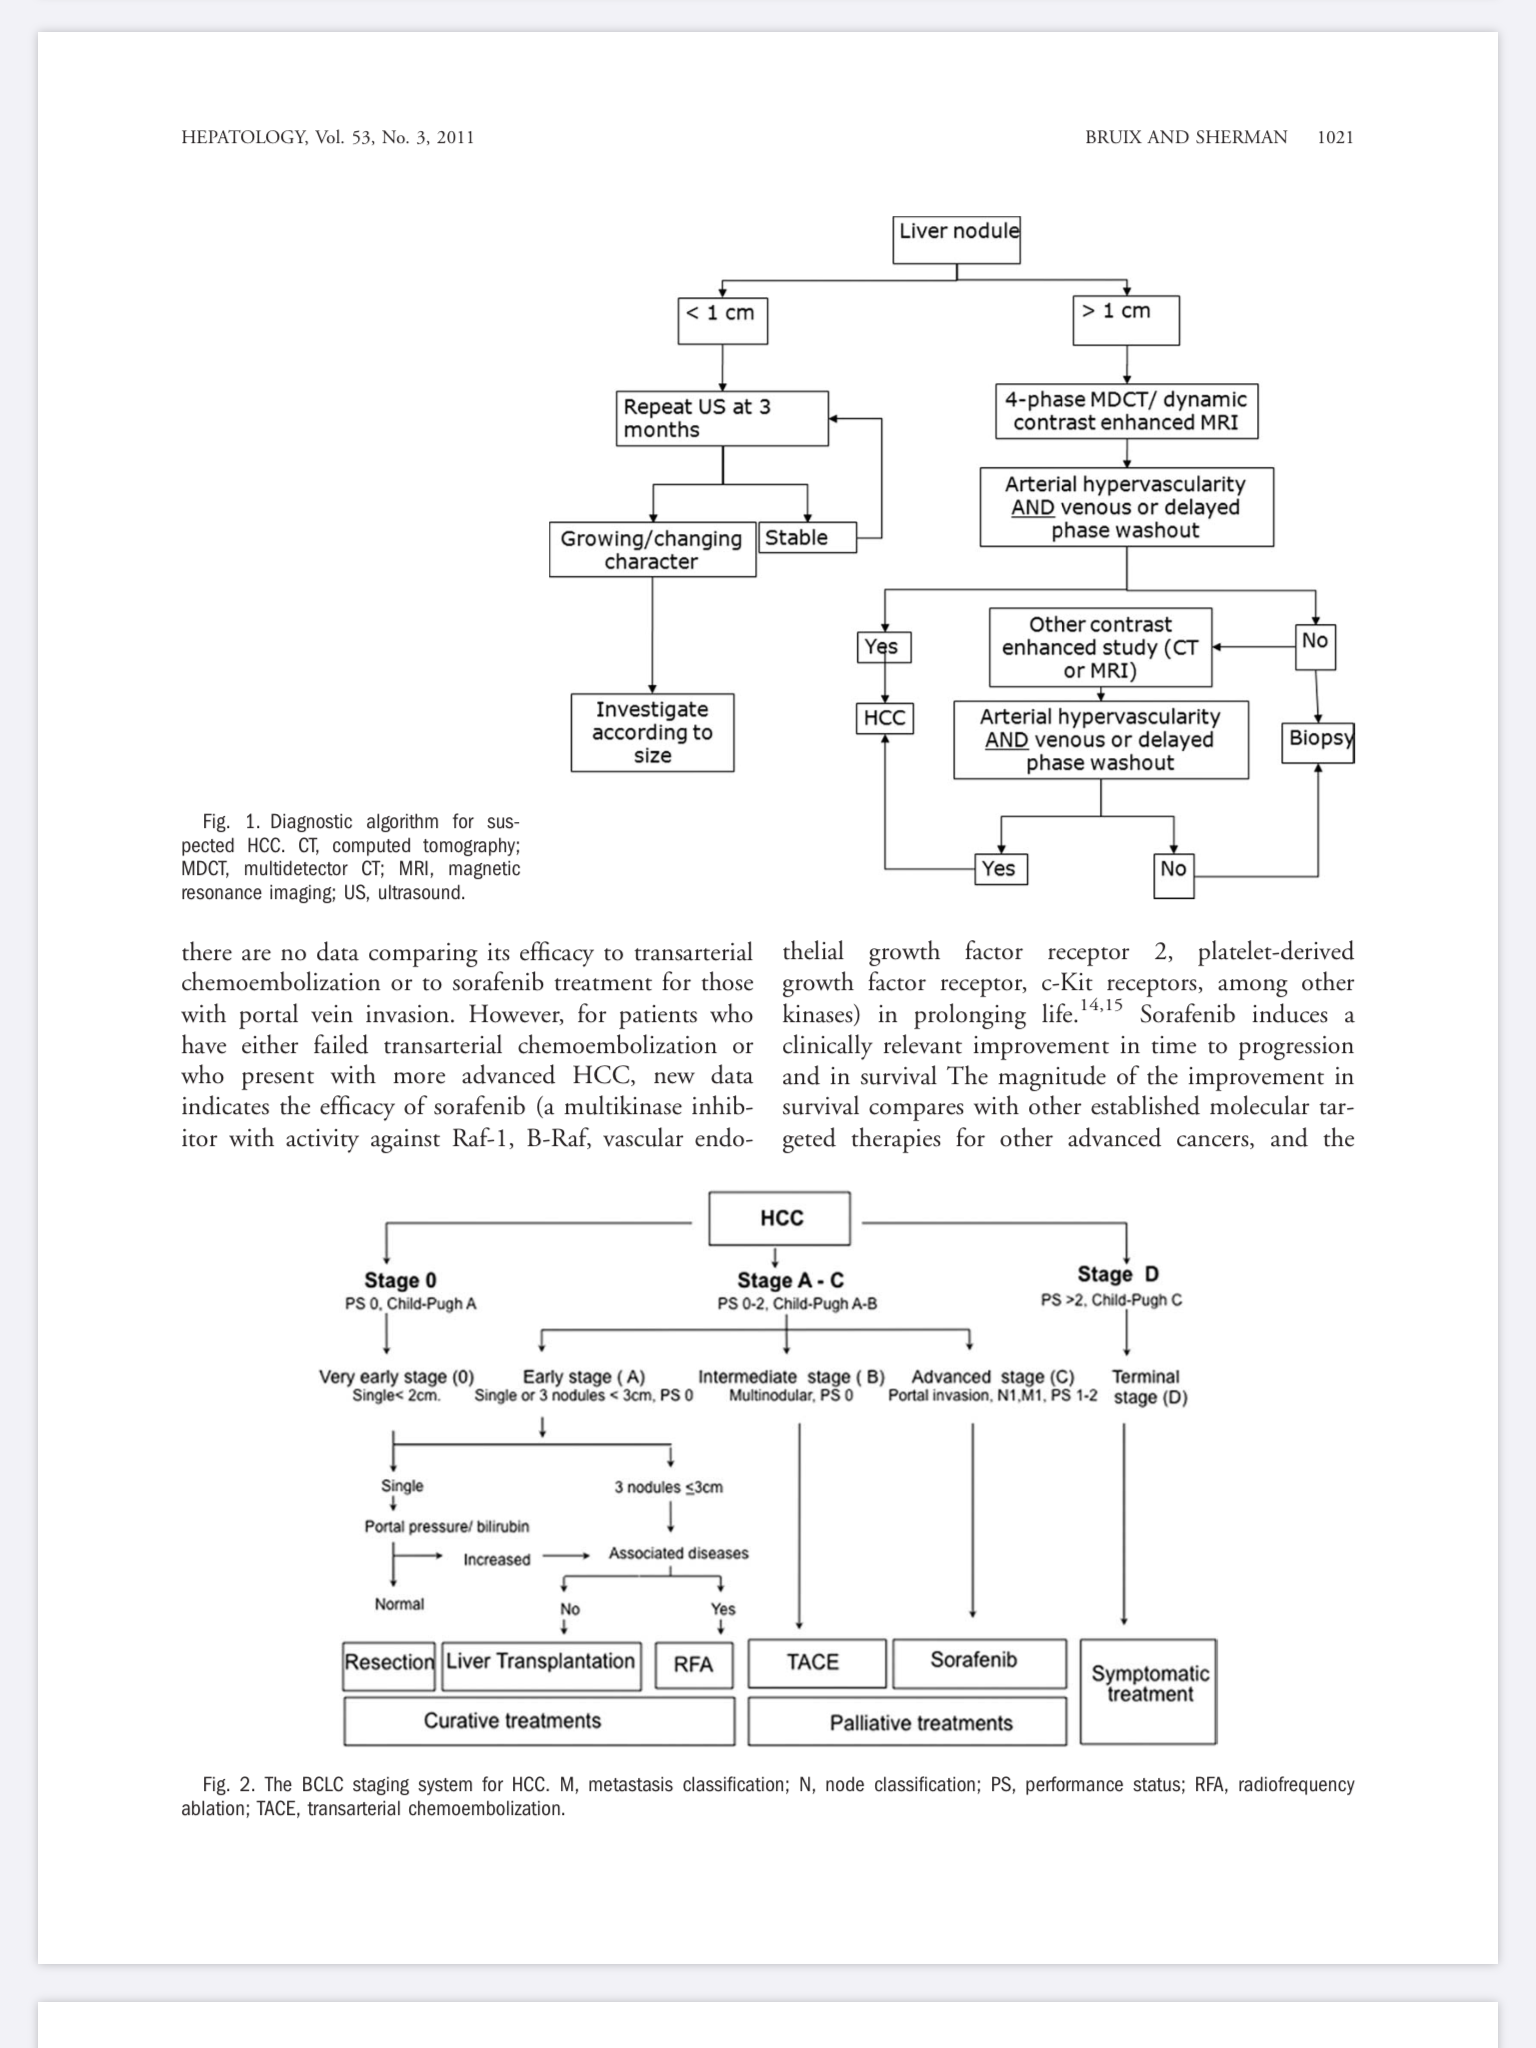 HEPATOLOGY, Vol. 53, No. 3, 2011
BRUIX AND SHERMAN 1021
Liver nodule
< 1 cm
> 1 cm
Repeat US at 3
months
4-phase MDCT/ dynamic
contrast enhanced MRI
Arterial hypervascularity
AND venous or delayed
phase washout
Growing/changing
character
Stable
Yes
Other contrast
enhanced study (CT
or MRI)
No
Investigate
according to
size
HCC
Arterial hypervascularity
AND venous or delayed
phase washout
Biopsy
Yes
No
Fig. 1. Diagnostic algorithm for sus-
pected HCC. CT, computed tomography;
MDCT, multidetector CT; MRI, magnetic
resonance imaging; US, ultrasound.
there are no data comparing its efficacy to transarterial
chemoembolization or to sorafenib treatment for those
with portal vein invasion. However, for patients who
have either failed transarterial chemoembolization or
who present with more advanced HCC, new data
indicates the efficacy of sorafenib (a multikinase inhib-
itor with activity against Raf-1, B-Raf, vascular endo-
thelial growth factor receptor 2, platelet-derived
growth factor receptor, c-Kit receptors, among other
kinases) in prolonging life.14,15 Sorafenib induces a
clinically relevant improvement in time to progression
and in survival The magnitude of the improvement in
survival compares with other established molecular tar-
geted therapies for other advanced cancers, and the
HCC
Stage 0
PS 0, Child-Pugh A
Stage A - C
PS 0-2, Child-Pugh A-B
Stage D
PS >2, Child-Pugh C
Very early stage (0)
Single< 2cm.
Early stage ( A)
Single or 3 nodules < 3cm, PS 0
Intermediate stage ( B)
Multinodular, PS 0
Advanced stage (C)
Portal invasion, N1,M1, PS 1-2
Terminal
stage (D)
Single
3 nodules ≤3cm
Portal pressure/ bilirubin
Increased
Associated diseases
Normal
No
Yes
Resection
Liver Transplantation
RFA
TACE
Sorafenib
Symptomatic
treatment
Curative treatments
Palliative treatments
Fig. 2. The BCLC staging system for HCC. M, metastasis classification; N, node classification; PS, performance status; RFA, radiofrequency
ablation; TACE, transarterial chemoembolization.